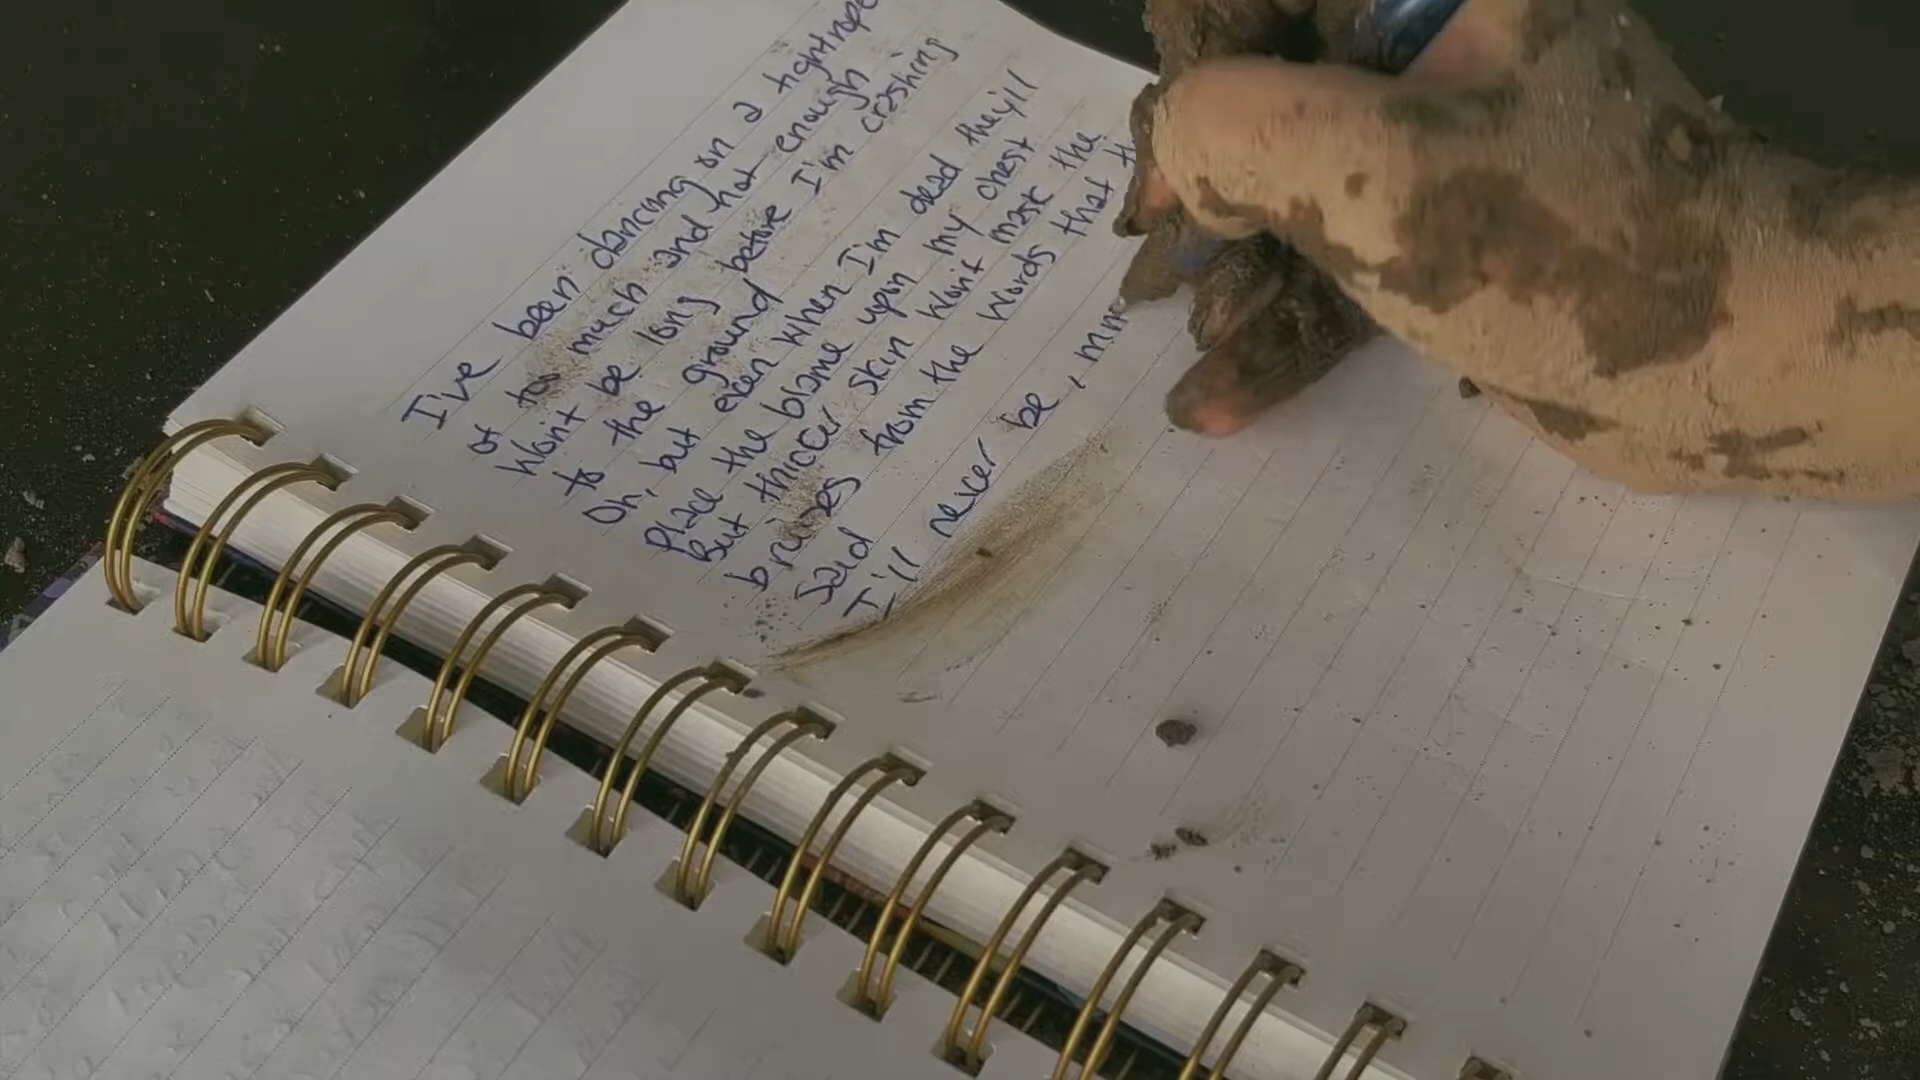 I've been dancing on a tightrope
of too much and not enough
Won't be long before I'm crashing
to the ground
Oh, but even when I'm dead they'll
place the blame upon my chest
But thicker skin won't mask the
bruises from the words that
said
I'll never be, mm